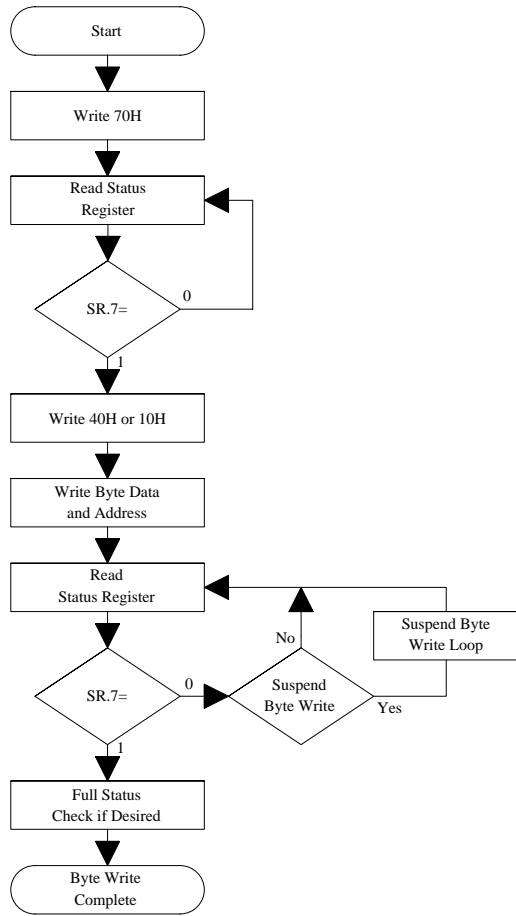 Start
Write 70H
Read Status
Register
SR.7=
0
1
Write 40H or 10H
Write Byte Data
and Address
Read
Status Register
No
Suspend Byte
Write Loop
SR.7=
0
Suspend
Byte Write
Yes
1
Full Status
Check if Desired
Byte Write
Complete